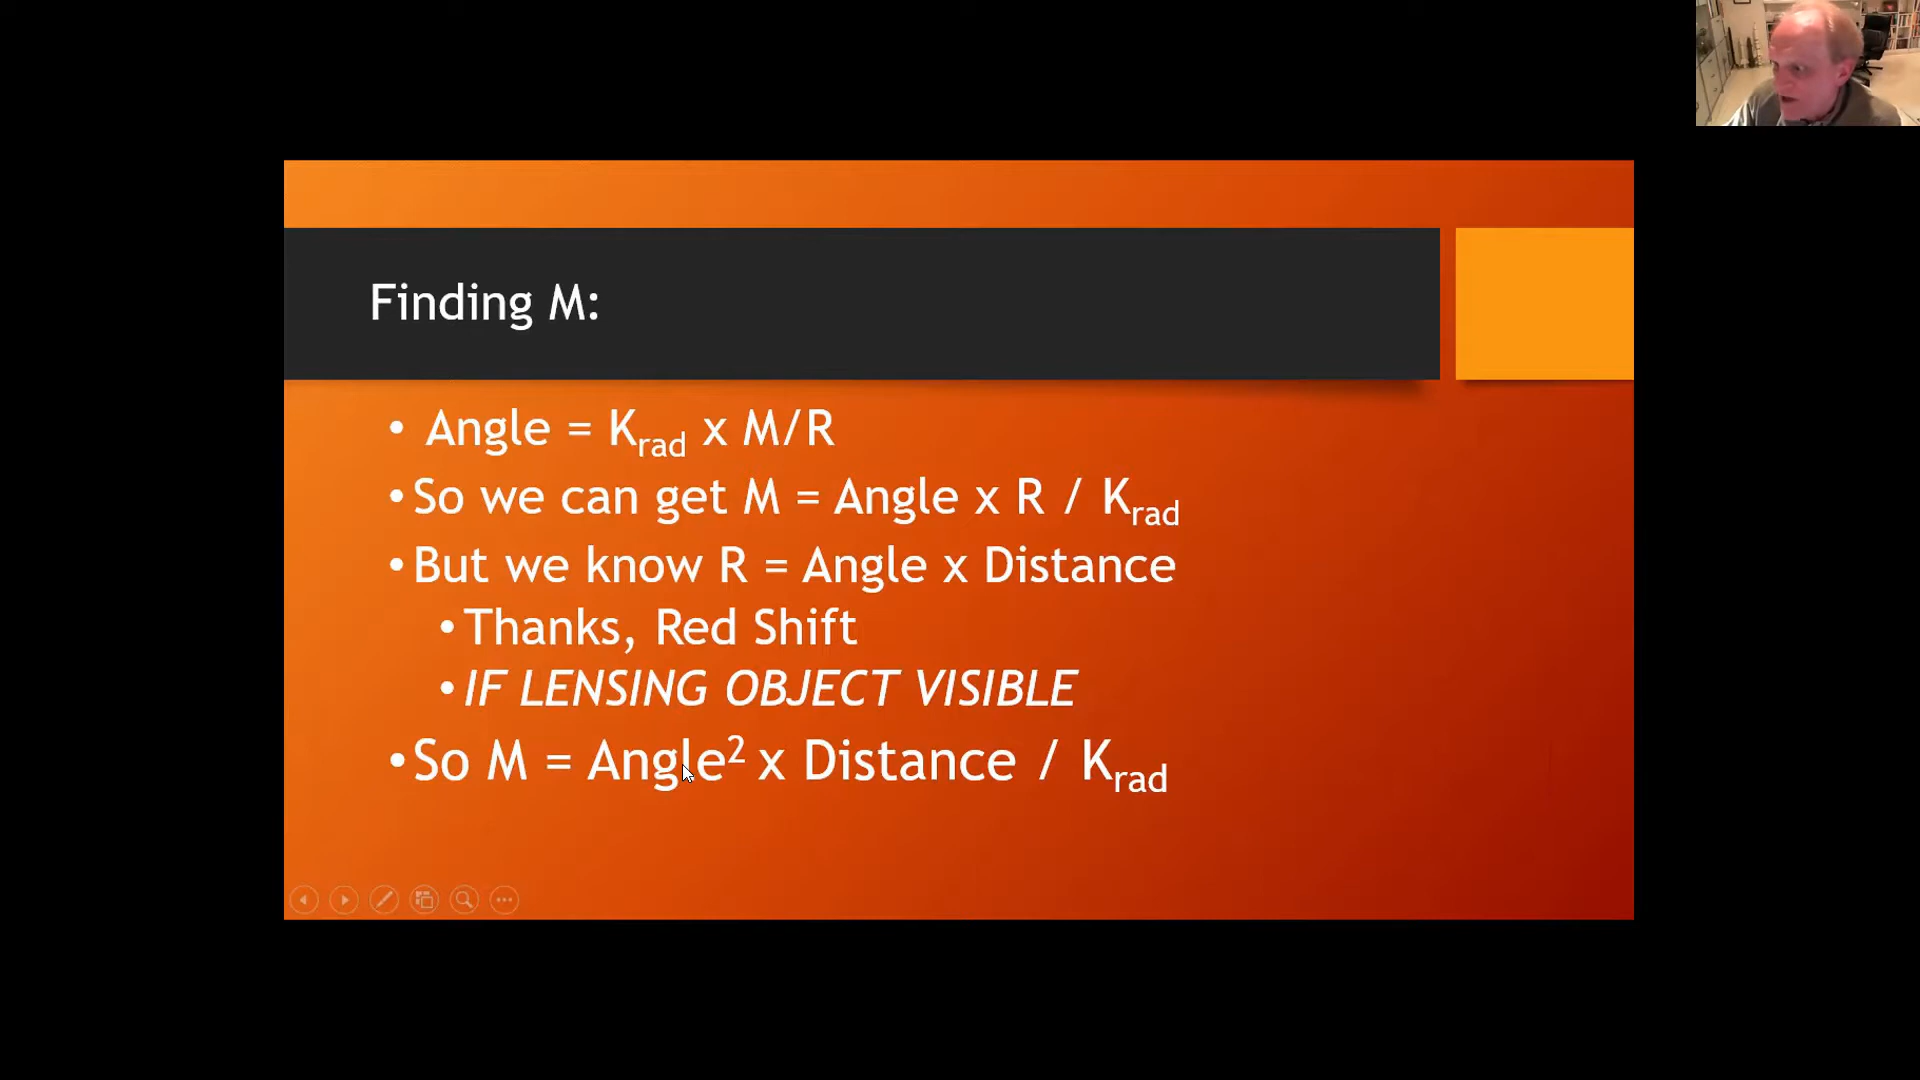 Finding M:
• Angle = K_rad x M/R
• So we can get M = Angle x R / K_rad
• But we know R = Angle x Distance
• Thanks, Red Shift
• IF LENSING OBJECT VISIBLE
• So M = Angle² x Distance / K_rad